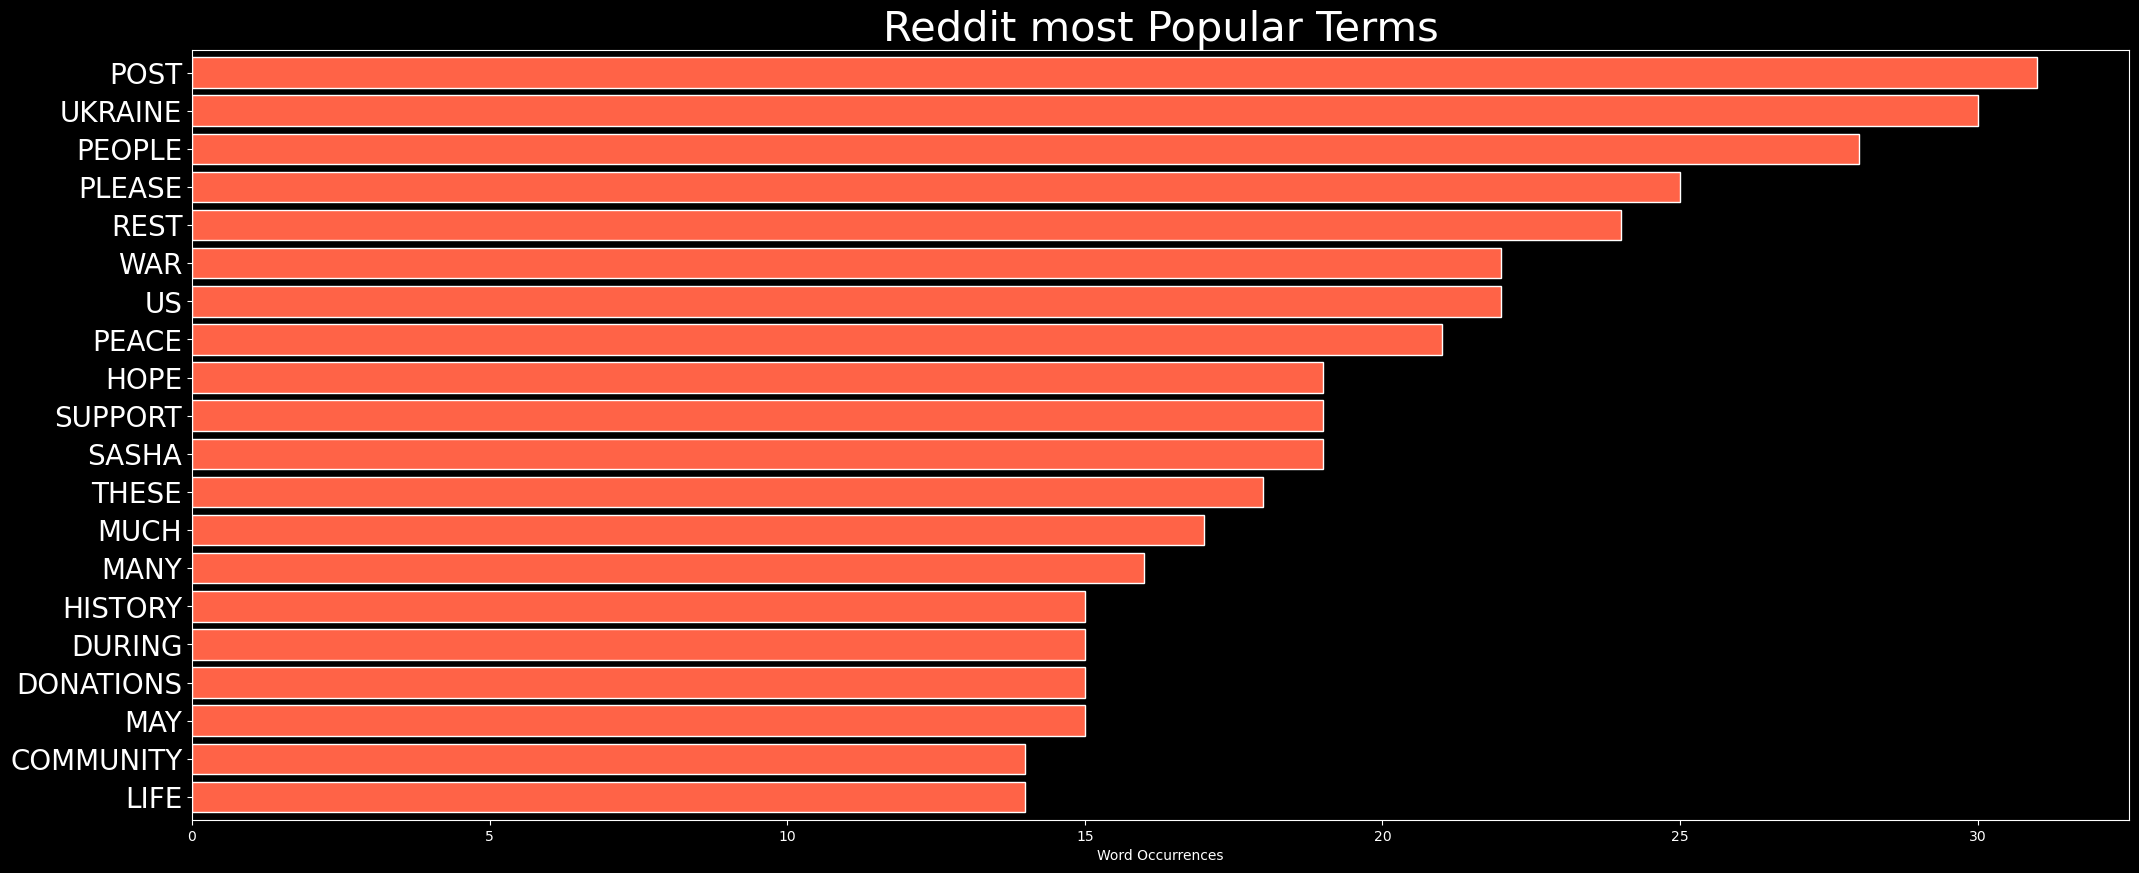 Reddit most Popular Terms
POST
UKRAINE
PEOPLE
PLEASE
REST
WAR
US
PEACE
HOPE
SUPPORT
SASHA
THESE
MUCH
MANY
HISTORY
DURING
DONATIONS
MAY
COMMUNITY
LIFE
0 5 10 15 20 25 30
Word Occurrences